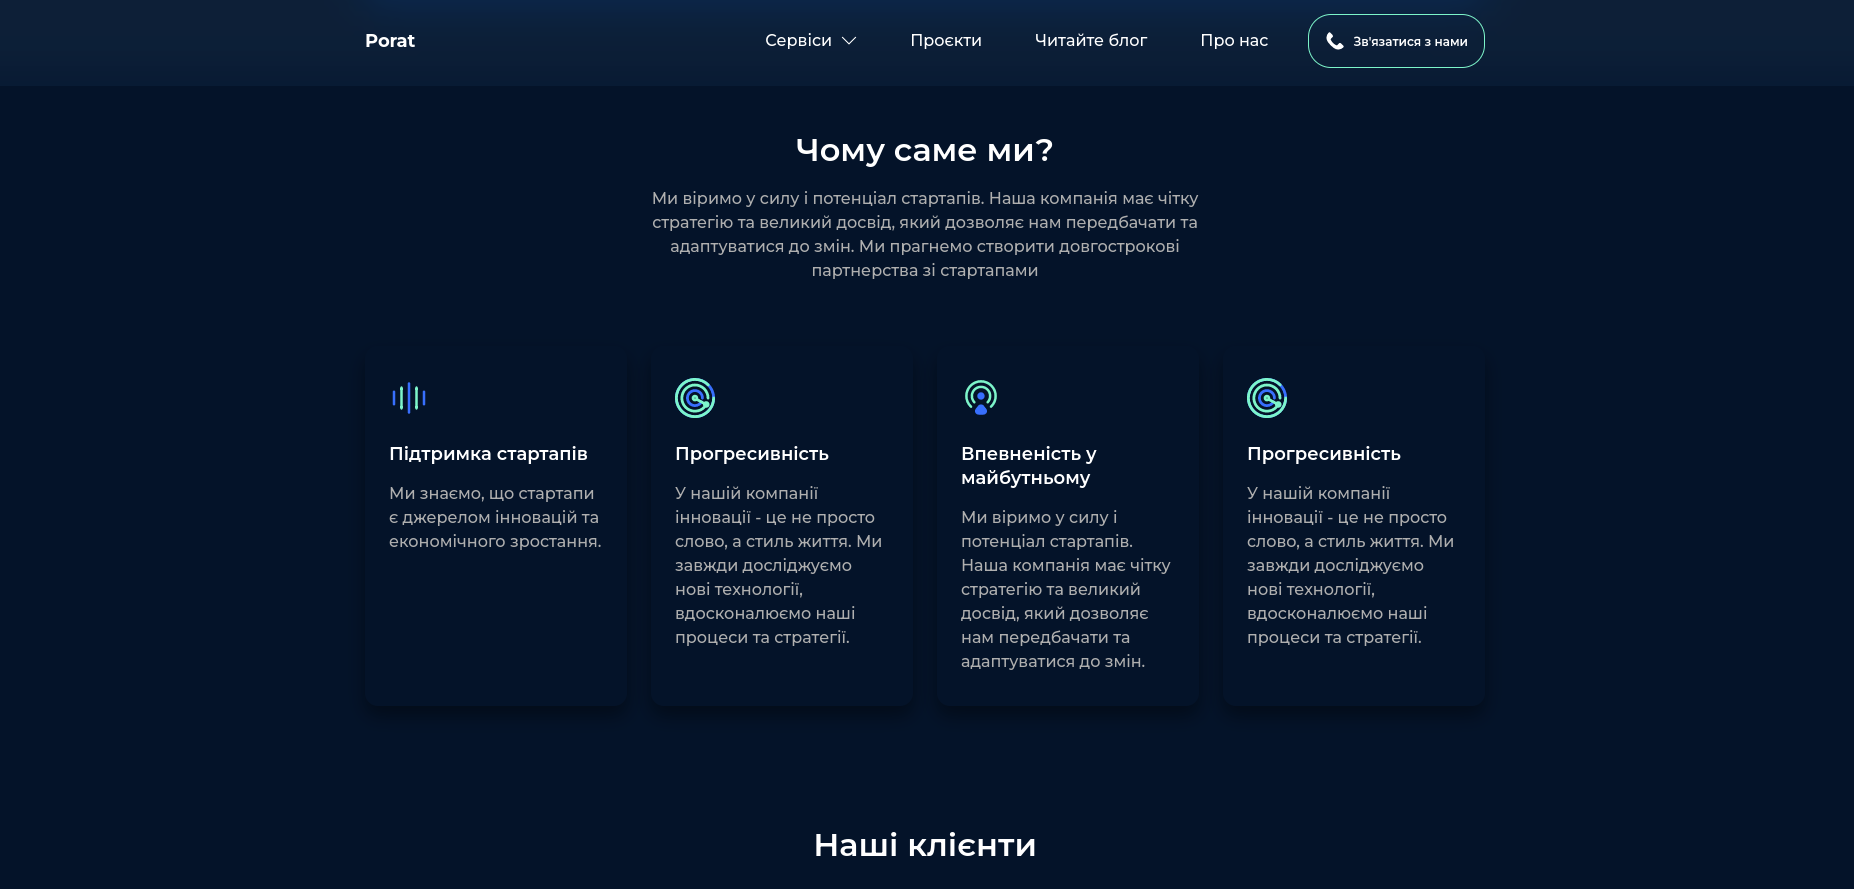 Porat
Сервіси
Проєкти
Читайте блог
Про нас
Зв'язатися з нами
Чому саме ми?
Ми віримо у силу і потенціал стартапів. Наша компанія має чітку
стратегію та великий досвід, який дозволяє нам передбачати та
адаптуватися до змін. Ми прагнемо створити довгострокові
партнерства зі стартапами
Підтримка стартапів
Ми знаємо, що стартапи
є джерелом інновацій та
економічного зростання.
Прогресивність
У нашій компанії
інновації - це не просто
слово, а стиль життя. Ми
завжди досліджуємо
нові технології,
вдосконалюємо наші
процеси та стратегії.
Впевненість у
майбутньому
Ми віримо у силу і
потенціал стартапів.
Наша компанія має чітку
стратегію та великий
досвід, який дозволяє
нам передбачати та
адаптуватися до змін.
Прогресивність
У нашій компанії
інновації - це не просто
слово, а стиль життя. Ми
завжди досліджуємо
нові технології,
вдосконалюємо наші
процеси та стратегії.
Наші клієнти